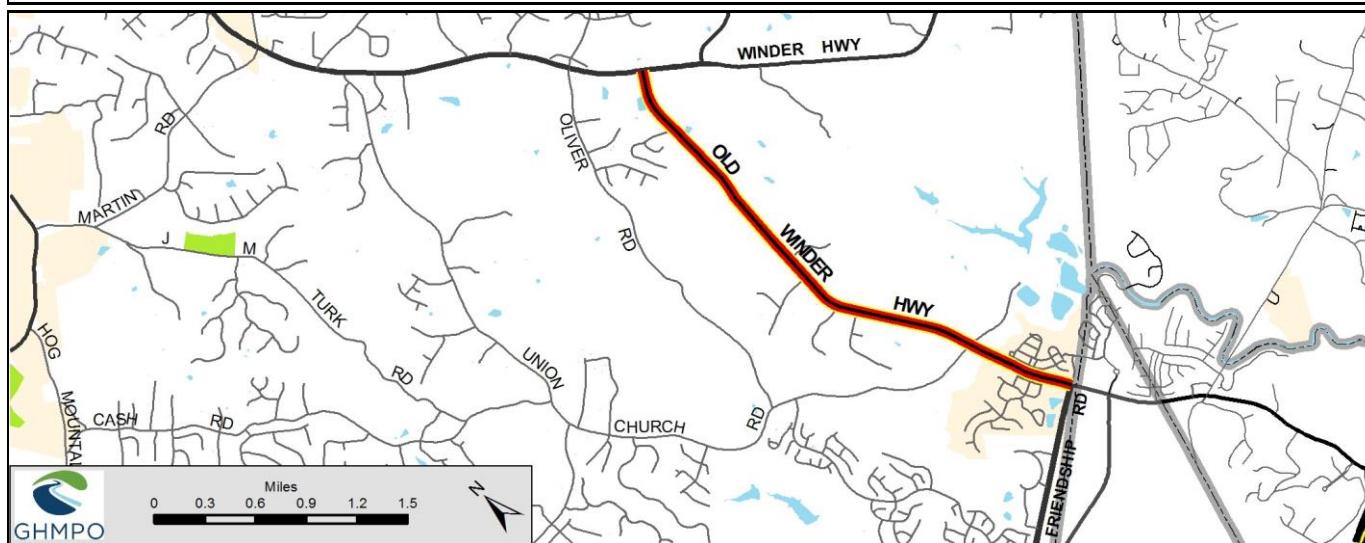 WINDER HWY
OLIVER
RD
OLD
WINDER
HWY
RD
MARTIN
J M
TURK
RD
UNION
CHURCH
RD
HOG
MOUNTAI
CASH RD
FRIENDSHIP RD
GHMPO
Miles
0 0.3 0.6 0.9 1.2 1.5
N